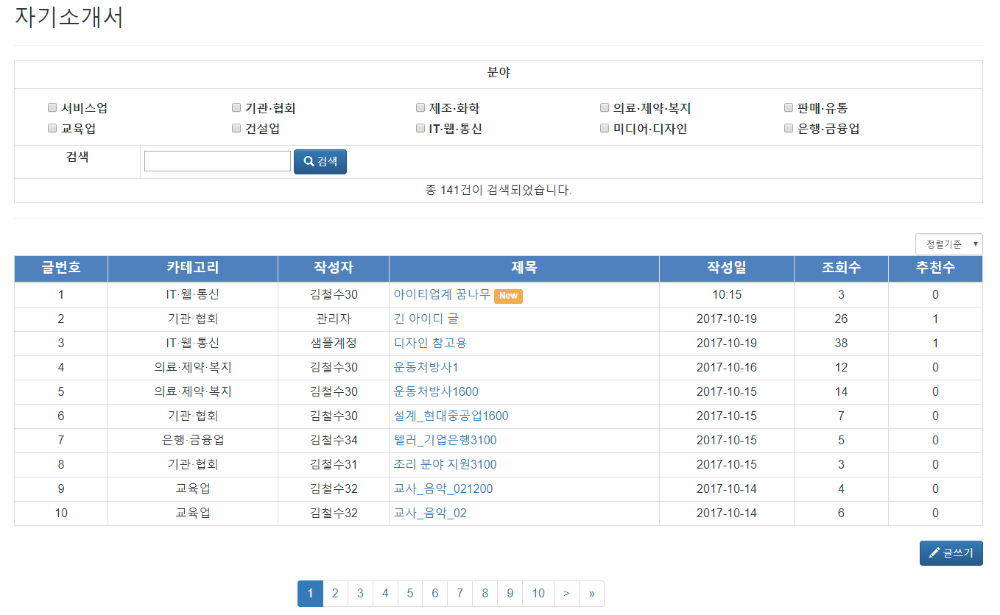 자기소개서
분야
서비스업 기관·협회 제조·화학 의료·제약·복지 판매·유통
교육업 건설업 IT·웹·통신 미디어·디자인 은행·금융업
검색 검색
총 141건이 검색되었습니다.
정렬기준
글번호 카테고리 작성자 제목 작성일 조회수 추천수
1 IT·웹·통신 김철수30 아이티업계 꿈나무 New 10:15 3 0
2 기관·협회 관리자 긴 아이디 글 2017-10-19 26 1
3 IT·웹·통신 샘플계정 디자인 참고용 2017-10-19 38 1
4 의료·제약·복지 김철수30 운동처방사1 2017-10-16 12 0
5 의료·제약·복지 김철수30 운동처방사1600 2017-10-15 14 0
6 기관·협회 김철수30 설계_현대중공업1600 2017-10-15 7 0
7 은행·금융업 김철수34 텔러_기업은행3100 2017-10-15 5 0
8 기관·협회 김철수31 조리 분야 지원3100 2017-10-15 3 0
9 교육업 김철수32 교사_음악_021200 2017-10-14 4 0
10 교육업 김철수32 교사_음악_02 2017-10-14 6 0
글쓰기
1 2 3 4 5 6 7 8 9 10 > »